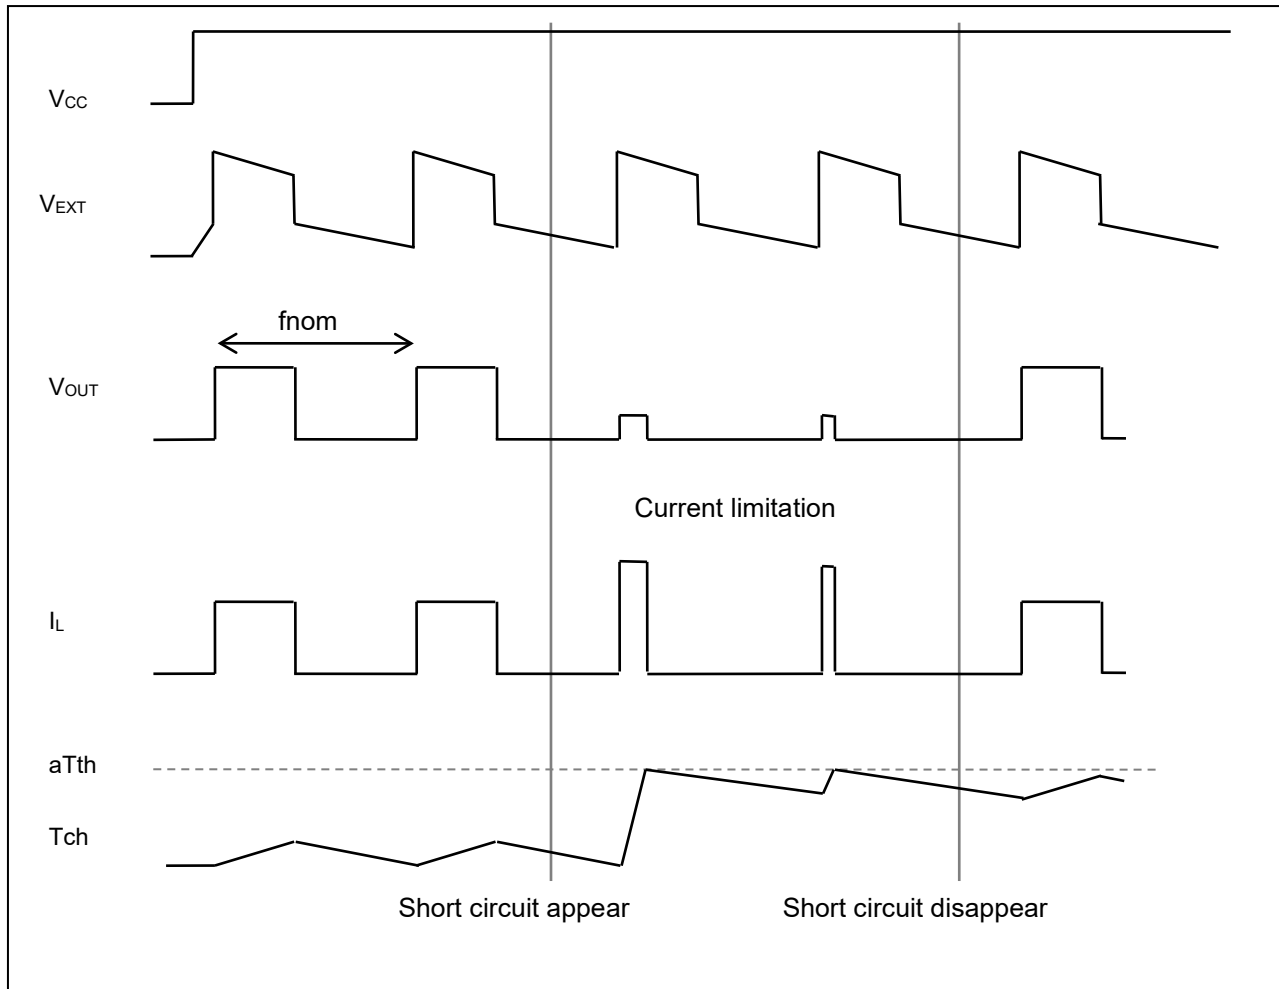 VCC
VEXT
fnom
VOUT
Current limitation
IL
aTth
Tch
Short circuit appear
Short circuit disappear